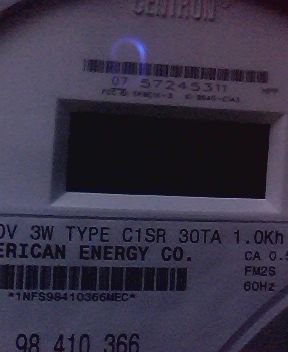 CENTRON
07 57245311
0V 3W TYPE C1SR 30TA 1.0Kh
ERICAN ENERGY CO.
CA 0.5
FM2S
60Hz
*1NFS98410366MEC*
98 410 366